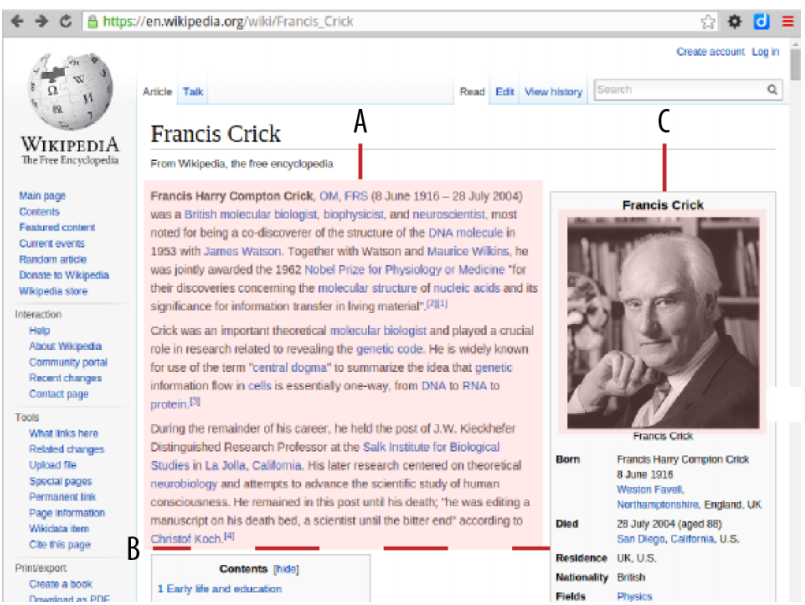 https://en.wikipedia.org/wiki/Francis_Crick
Create account Log in
WIKIPEDIA
The Free Encyclopedia
Article Talk
Read Edit View history Search
Main page
Contents
Featured content
Current events
Random article
Donate to Wikipedia
Wikipedia store
Interaction
Help
About Wikipedia
Community portal
Recent changes
Contact page
Tools
What links here
Related changes
Upload file
Special pages
Permanent link
Page information
Wikidata item
Cite this page
Print/export
Create a book
Download as PDF
A
B
C
Francis Crick
From Wikipedia, the free encyclopedia
Francis Harry Compton Crick, OM, FRS (8 June 1916 – 28 July 2004)
was a British molecular biologist, biophysicist, and neuroscientist, most
noted for being a co-discoverer of the structure of the DNA molecule in
1953 with James Watson. Together with Watson and Maurice Wilkins, he
was jointly awarded the 1962 Nobel Prize for Physiology or Medicine "for
their discoveries concerning the molecular structure of nucleic acids and its
significance for information transfer in living material".[2][1]
Crick was an important theoretical molecular biologist and played a crucial
role in research related to revealing the genetic code. He is widely known
for use of the term "central dogma" to summarize the idea that genetic
information flow in cells is essentially one-way, from DNA to RNA to
protein.[3]
During the remainder of his career, he held the post of J.W. Kieckhefer
Distinguished Research Professor at the Salk Institute for Biological
Studies in La Jolla, California. His later research centered on theoretical
neurobiology and attempts to advance the scientific study of human
consciousness. He remained in this post until his death; "he was editing a
manuscript on his death bed, a scientist until the bitter end" according to
Christof Koch.[4]
Contents [hide]
1 Early life and education
Francis Crick
Francis Crick
Born Francis Harry Compton Crick
8 June 1916
Weston Favell,
Northamptonshire, England, UK
Died 28 July 2004 (aged 88)
San Diego, California, U.S.
Residence UK, U.S.
Nationality British
Fields Physics